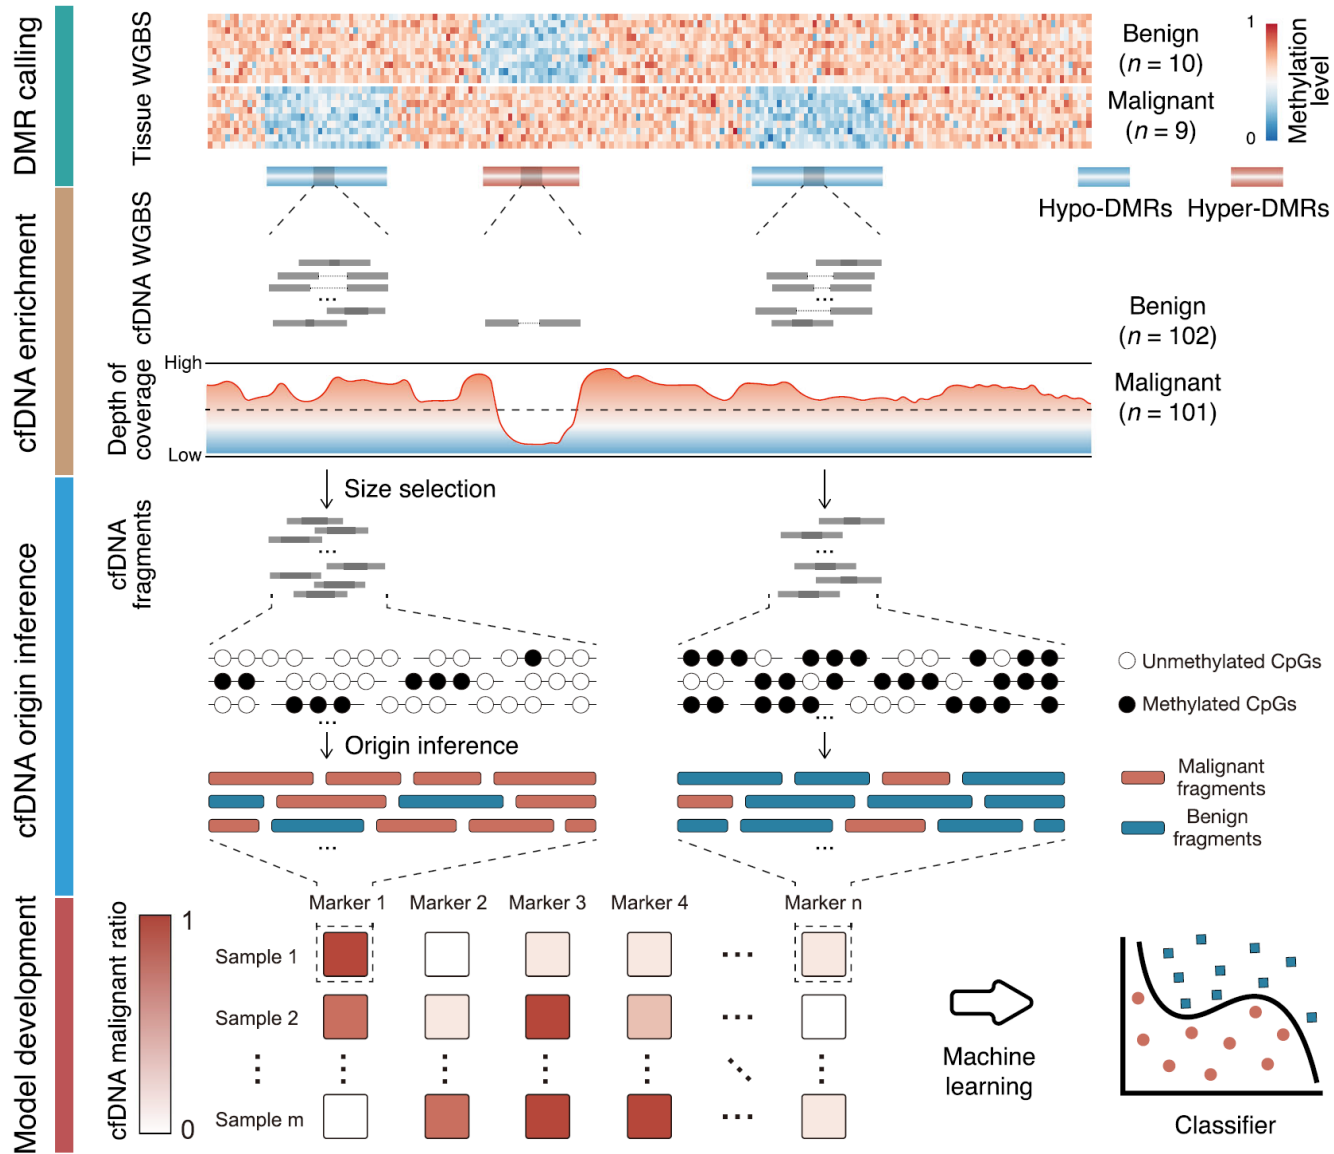 DMR calling
Tissue WGBS
Benign
(n = 10)
Malignant
(n = 9)
1
0
Methylation
level
Hypo-DMRs
Hyper-DMRs
cfDNA enrichment
cfDNA WGBS
...
...
Benign
(n = 102)
Malignant
(n = 101)
Depth of
coverage
High
Low
Size selection
cfDNA origin inference
cfDNA
fragments
...
...
Unmethylated CpGs
Methylated CpGs
...
...
Origin inference
Malignant
fragments
Benign
fragments
...
...
Model development
cfDNA malignant ratio
1
0
Marker 1 Marker 2 Marker 3 Marker 4 Marker n
Sample 1 ...
Sample 2 ...
Sample m ...
Machine
learning
Classifier